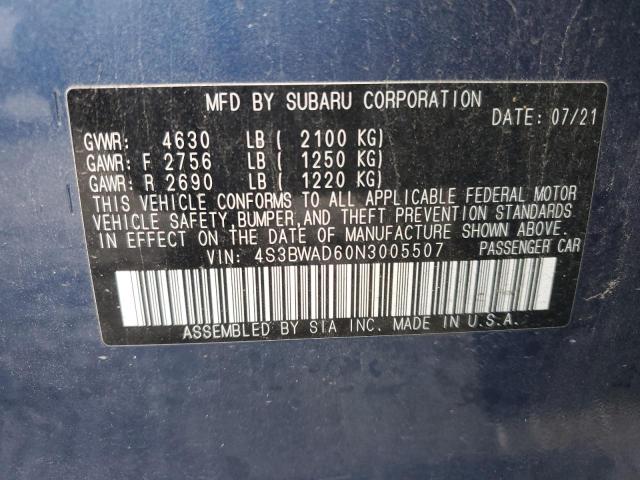 MFD BY SUBARU CORPORATION
DATE: 07/21
GVWR: 4630 LB ( 2100 KG)
GAWR: F 2756 LB ( 1250 KG)
GAWR: R 2690 LB ( 1220 KG)
THIS VEHICLE CONFORMS TO ALL APPLICABLE FEDERAL MOTOR
VEHICLE SAFETY, BUMPER, AND THEFT PREVENTION STANDARDS
IN EFFECT ON THE DATE OF MANUFACTURE SHOWN ABOVE.
VIN: 4S3BWAD60N3005507 PASSENGER CAR
ASSEMBLED BY SIA INC. MADE IN U.S.A.